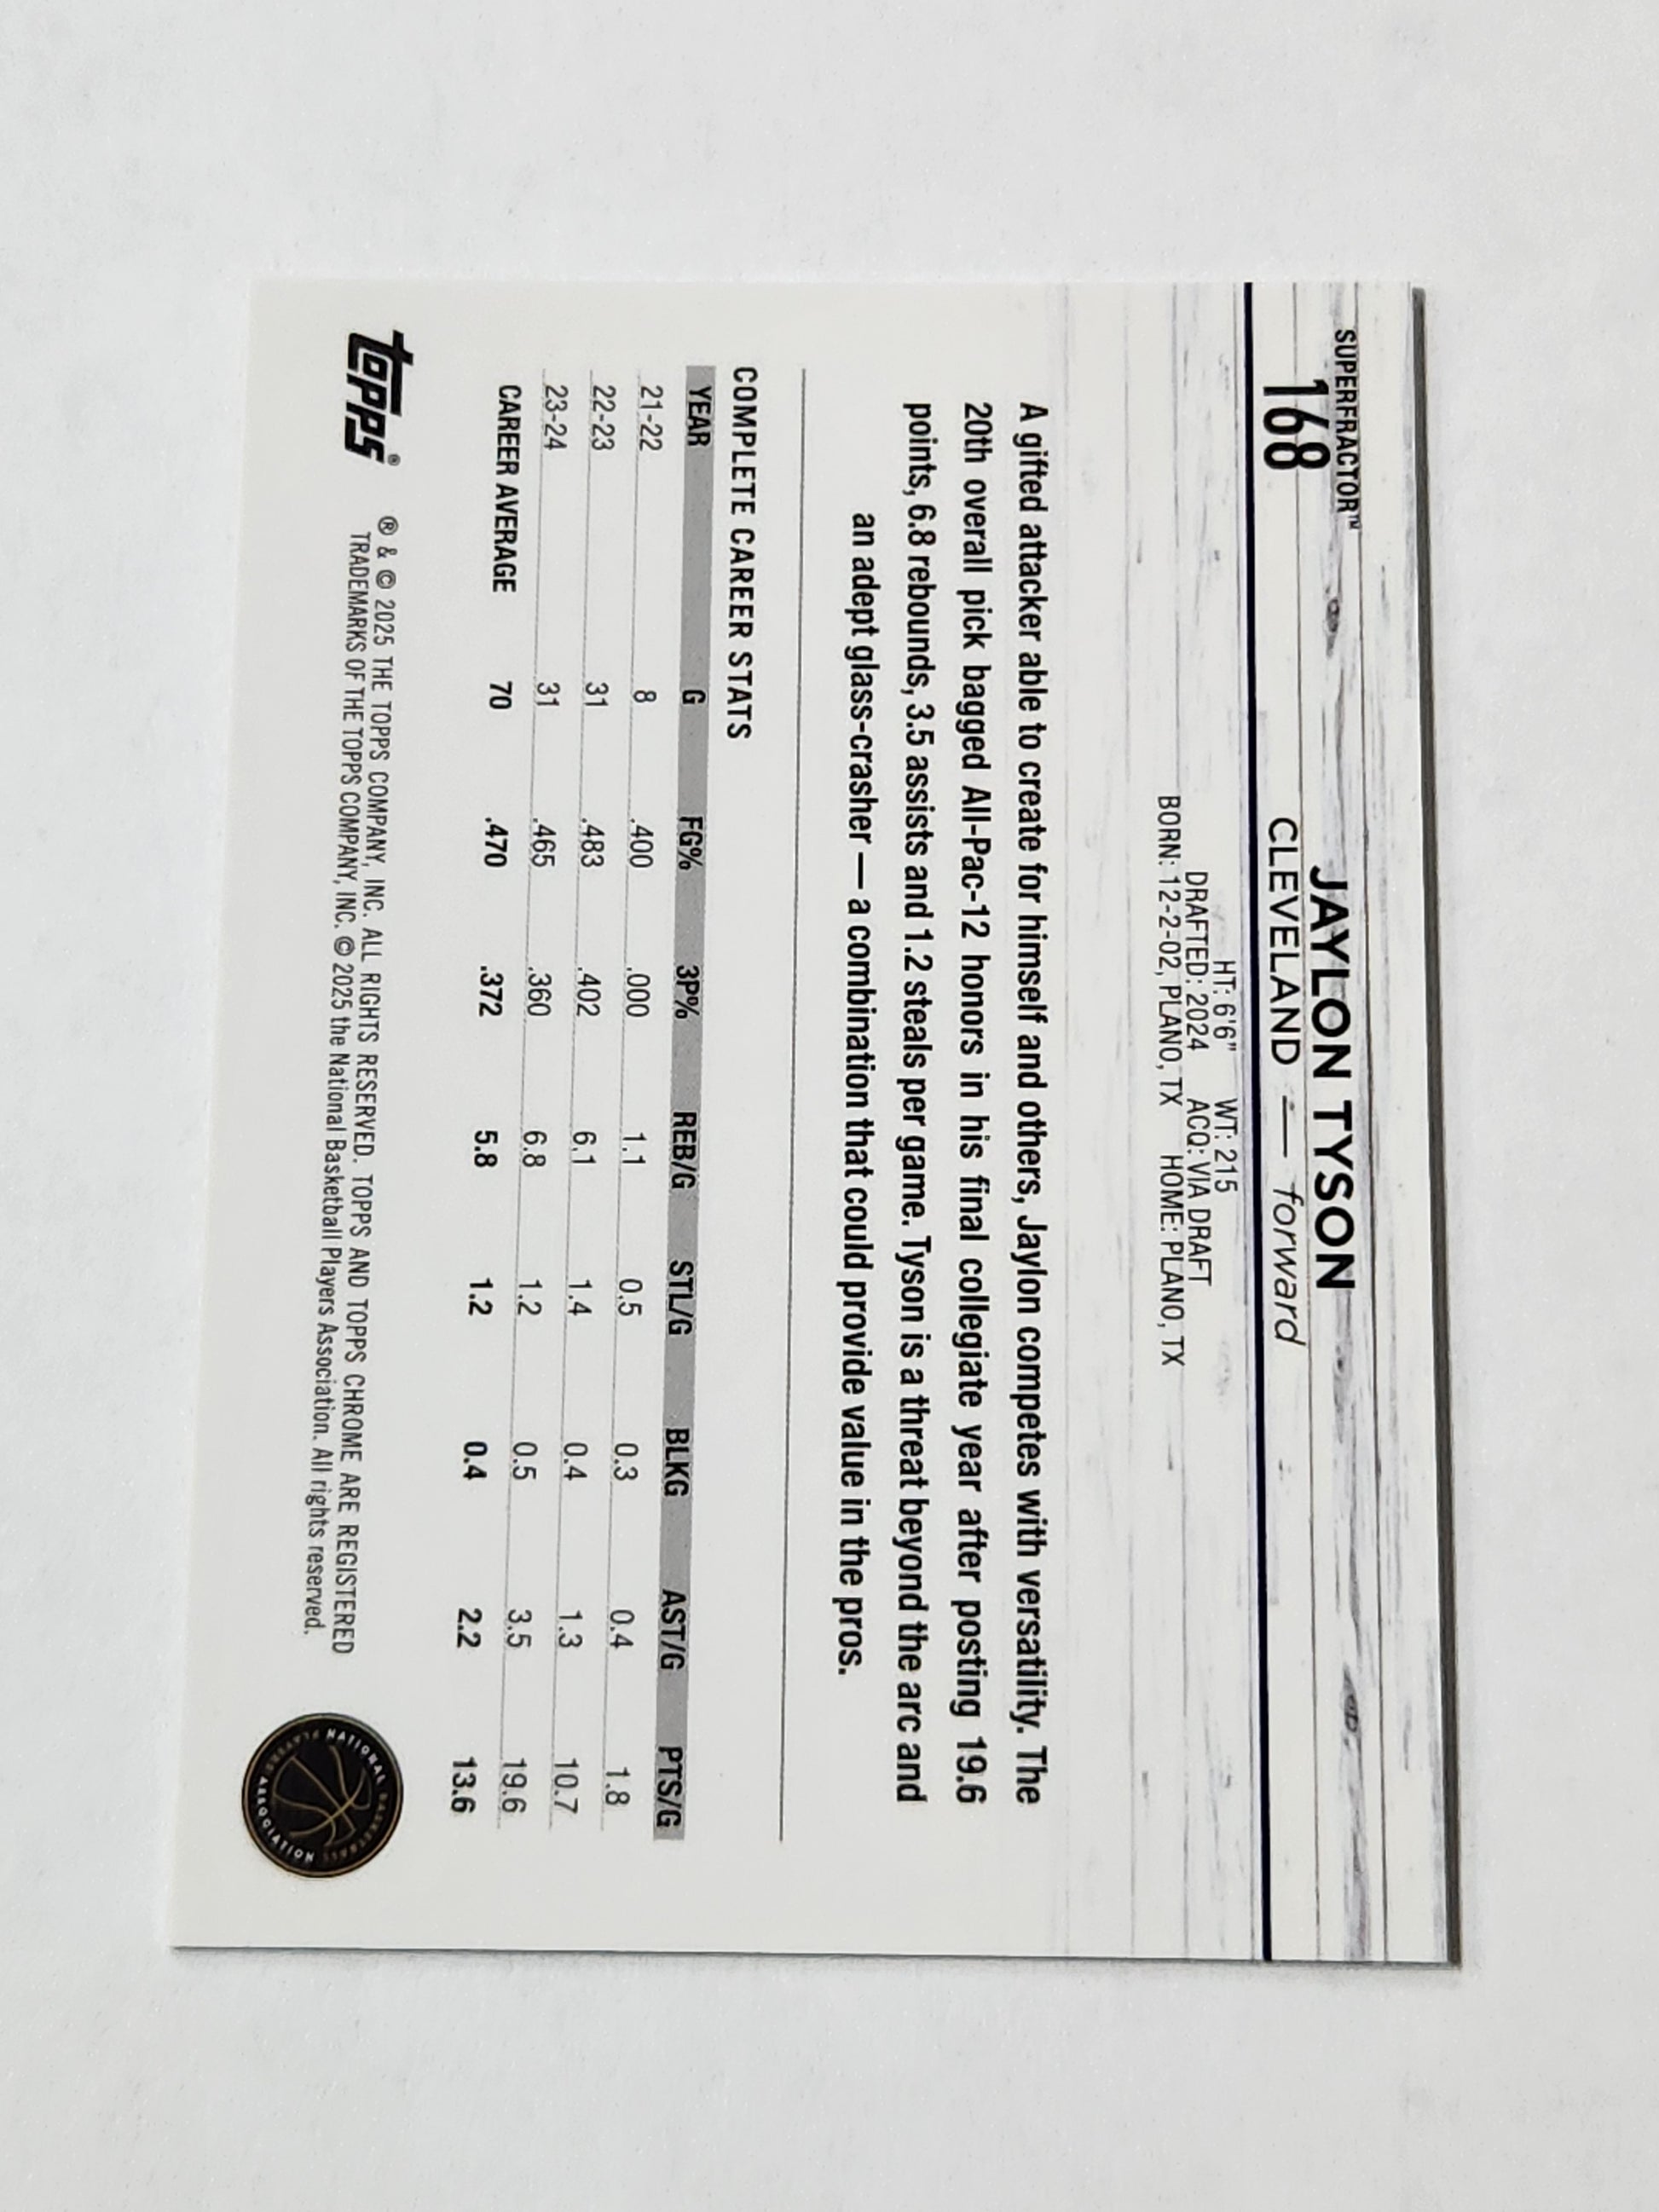 SUPERFRACTOR™
168
JAYLON TYSON
CLEVELAND — forward
HT: 6'6" WT: 215
DRAFTED: 2024 ACQ: VIA DRAFT
BORN: 12-2-02, PLANO, TX HOME: PLANO, TX
A gifted attacker able to create for himself and others, Jaylon competes with versatility. The
20th overall pick bagged All-Pac-12 honors in his final collegiate year after posting 19.6
points, 6.8 rebounds, 3.5 assists and 1.2 steals per game. Tyson is a threat beyond the arc and
an adept glass-crasher — a combination that could provide value in the pros.
COMPLETE CAREER STATS
YEAR G FG% 3P% REB/G STL/G BLKG AST/G PTS/G
21-22 8 .400 .000 1.1 0.5 0.3 0.4 1.8
22-23 31 .483 .402 6.1 1.4 0.4 1.3 10.7
23-24 31 .465 .360 6.8 1.2 0.5 3.5 19.6
CAREER AVERAGE 70 .470 .372 5.8 1.2 0.4 2.2 13.6
topps®
® & © 2025 THE TOPPS COMPANY, INC. ALL RIGHTS RESERVED. TOPPS AND TOPPS CHROME ARE REGISTERED
TRADEMARKS OF THE TOPPS COMPANY, INC. © 2025 the National Basketball Players Association. All rights reserved.
NATIONAL BASKETBALL PLAYERS ASSOCIATION